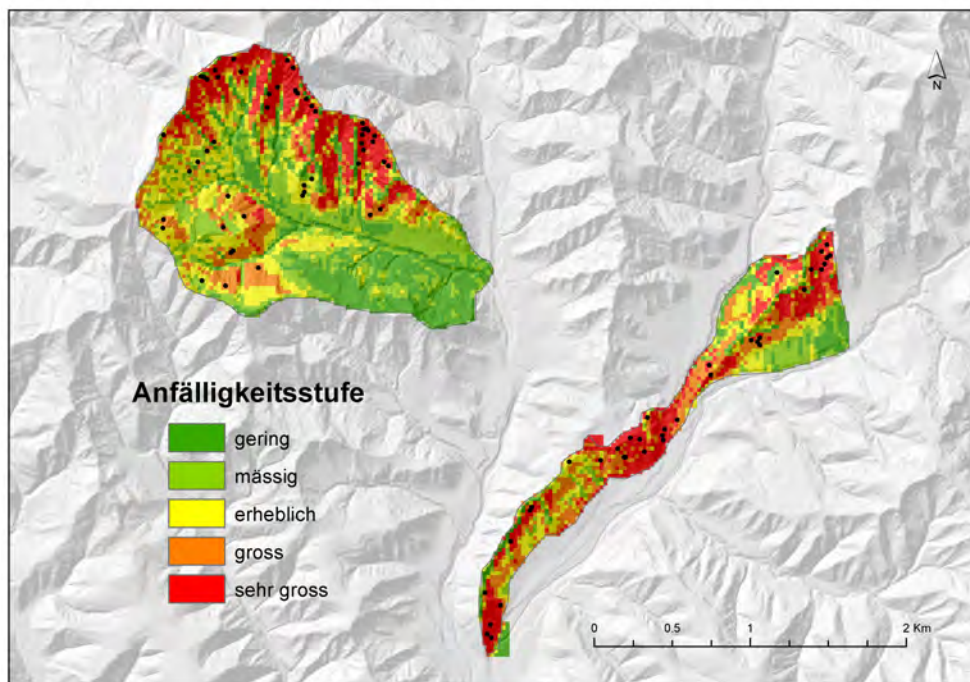 N
Anfälligkeitsstufe
gering
mässig
erheblich
gross
sehr gross
0 0.5 1 2 Km